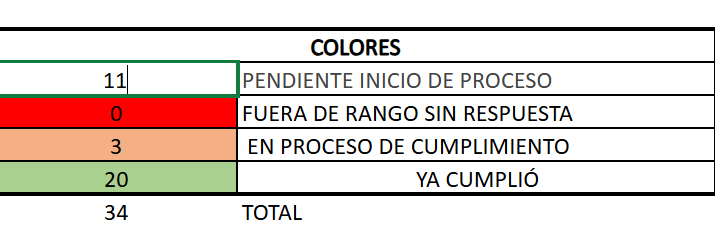 COLORES
11 PENDIENTE INICIO DE PROCESO
0 FUERA DE RANGO SIN RESPUESTA
3 EN PROCESO DE CUMPLIMIENTO
20 YA CUMPLIÓ
34 TOTAL